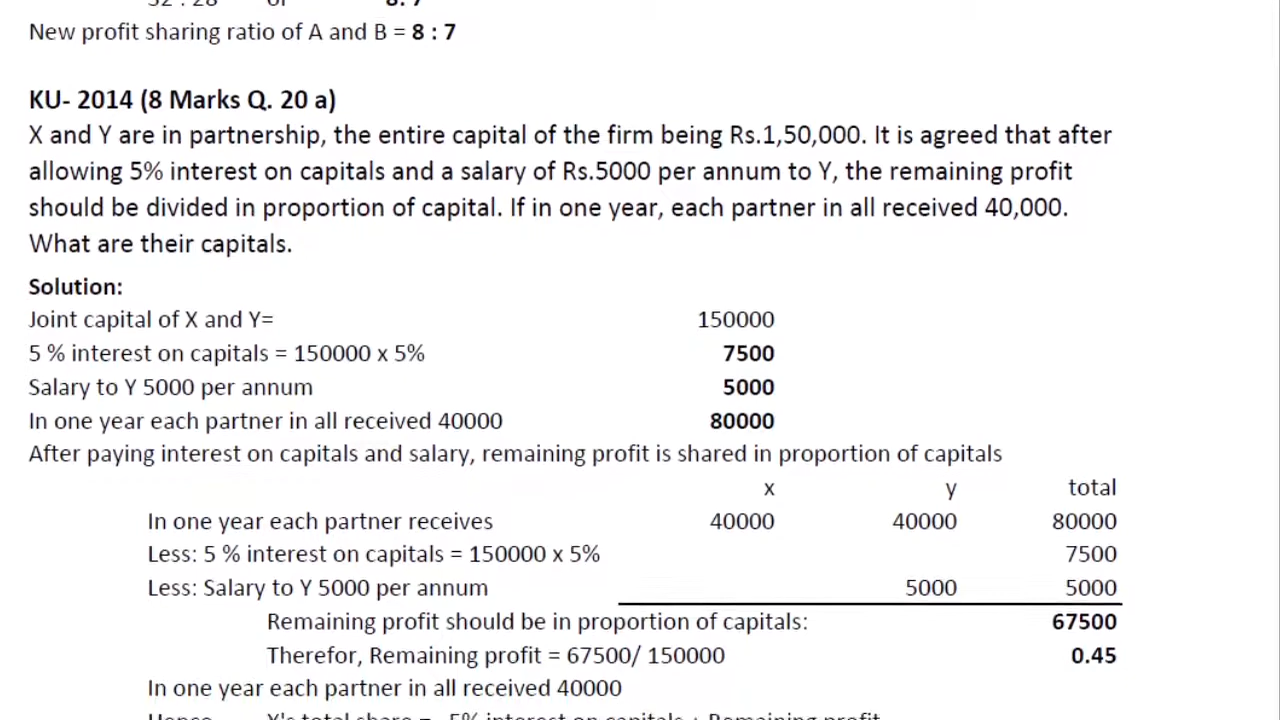 New profit sharing ratio of A and B = 8 : 7
KU- 2014 (8 Marks Q. 20 a)
X and Y are in partnership, the entire capital of the firm being Rs.1,50,000. It is agreed that after
allowing 5% interest on capitals and a salary of Rs.5000 per annum to Y, the remaining profit
should be divided in proportion of capital. If in one year, each partner in all received 40,000.
What are their capitals.
Solution:
Joint capital of X and Y= 150000
5 % interest on capitals = 150000 x 5% 7500
Salary to Y 5000 per annum 5000
In one year each partner in all received 40000 80000
After paying interest on capitals and salary, remaining profit is shared in proportion of capitals
x y total
In one year each partner receives 40000 40000 80000
Less: 5 % interest on capitals = 150000 x 5% 7500
Less: Salary to Y 5000 per annum 5000 5000
Remaining profit should be in proportion of capitals: 67500
Therefor, Remaining profit = 67500/ 150000 0.45
In one year each partner in all received 40000